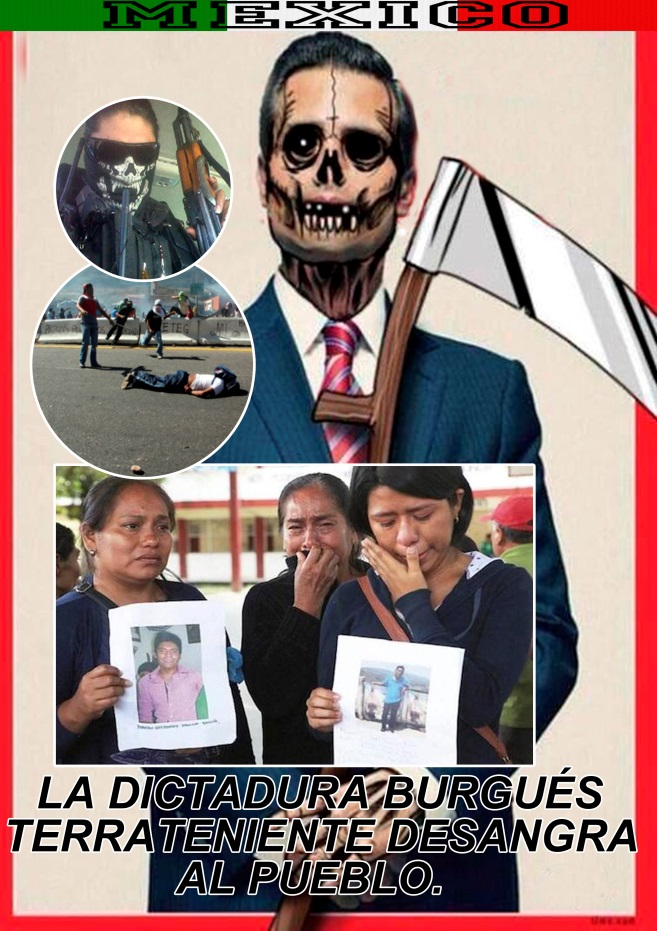 MEXICO
LA DICTADURA BURGUÉS
TERRATENIENTE DESANGRA
AL PUEBLO.